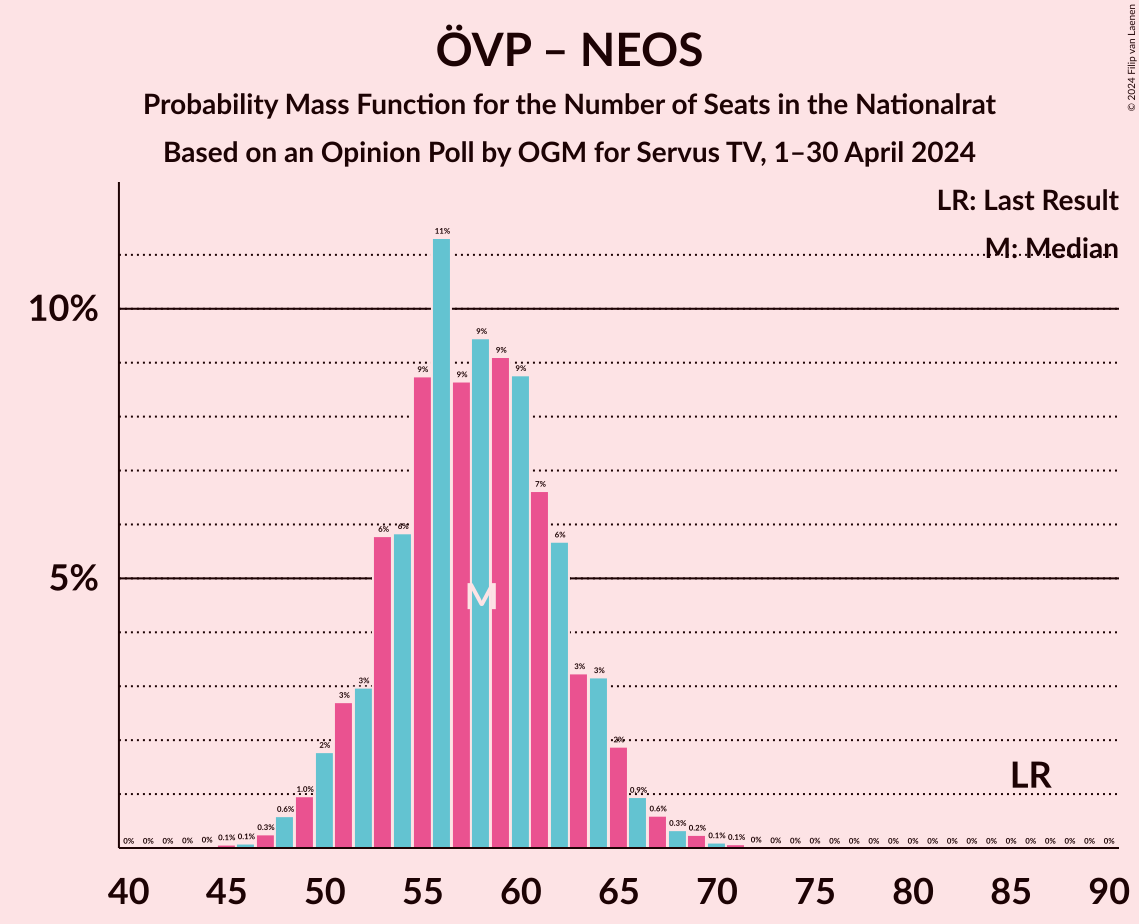 ÖVP – NEOS
Probability Mass Function for the Number of Seats in the Nationalrat
Based on an Opinion Poll by OGM for Servus TV, 1–30 April 2024
© 2024 Filip van Laenen
LR: Last Result
M: Median
10%
5%
0% 0% 0% 0% 0% 0.1% 0.1% 0.3% 0.6% 1.0% 2% 3% 3% 6% 6% 9% 11% 9% 9% 9% 9% 7% 6% 3% 3% 2% 0.9% 0.6% 0.3% 0.2% 0.1% 0.1% 0% 0% 0% 0% 0% 0% 0% 0% 0% 0% 0% 0% 0% 0% 0% 0% 0% 0% 0%
M
LR
40 45 50 55 60 65 70 75 80 85 90